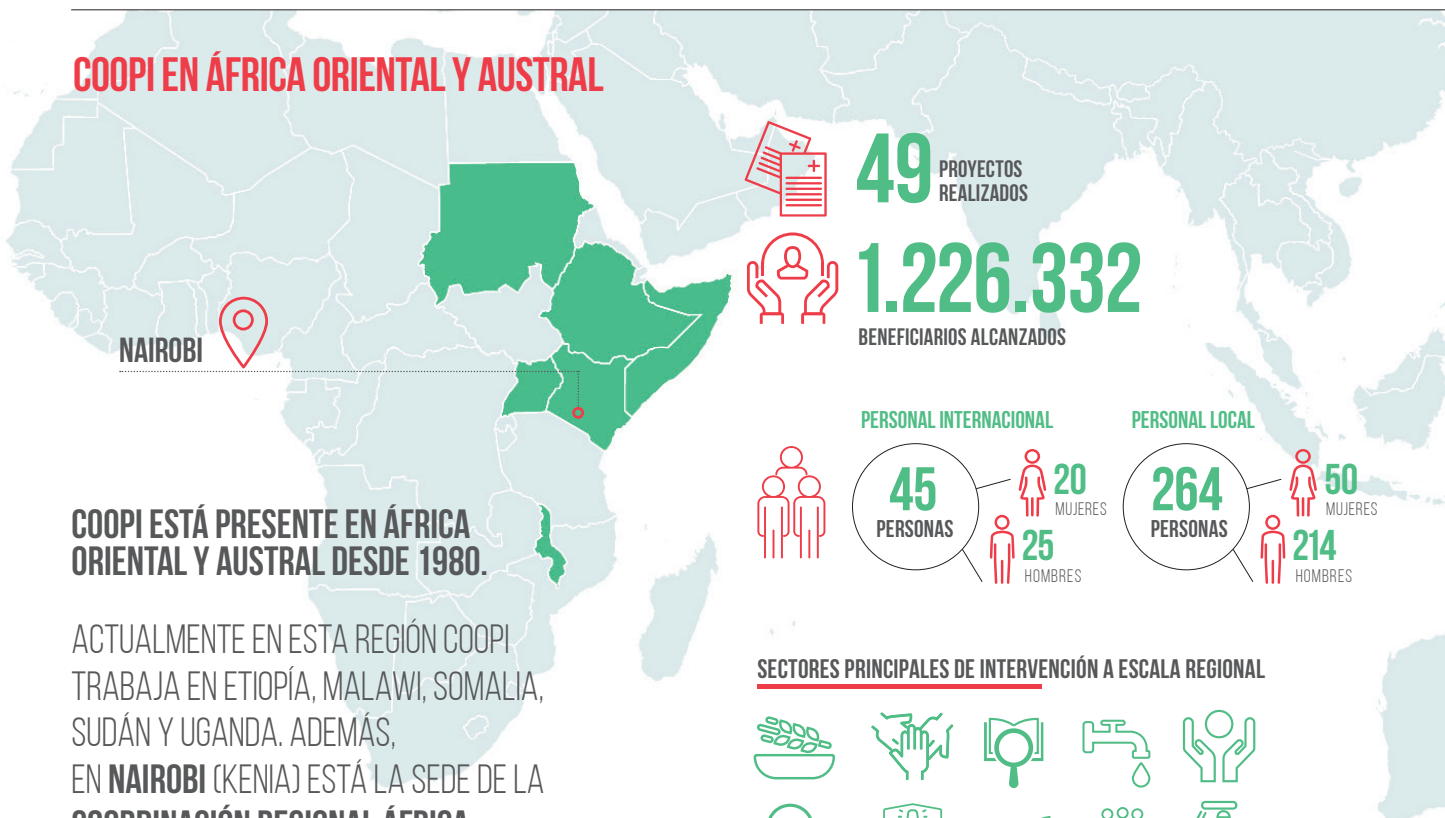 COOPI EN ÁFRICA ORIENTAL Y AUSTRAL
49 PROYECTOS
REALIZADOS
1.226.332
BENEFICIARIOS ALCANZADOS
NAIROBI
PERSONAL INTERNACIONAL
45
PERSONAS
20
MUJERES
25
HOMBRES
PERSONAL LOCAL
264
PERSONAS
50
MUJERES
214
HOMBRES
COOPI ESTÁ PRESENTE EN ÁFRICA
ORIENTAL Y AUSTRAL DESDE 1980.
ACTUALMENTE EN ESTA REGIÓN COOPI
TRABAJA EN ETIOPÍA, MALAWI, SOMALIA,
SUDÁN Y UGANDA. ADEMÁS,
EN NAIROBI (KENIA) ESTÁ LA SEDE DE LA
COORDINACIÓN REGIONAL ÁFRICA
SECTORES PRINCIPALES DE INTERVENCIÓN A ESCALA REGIONAL